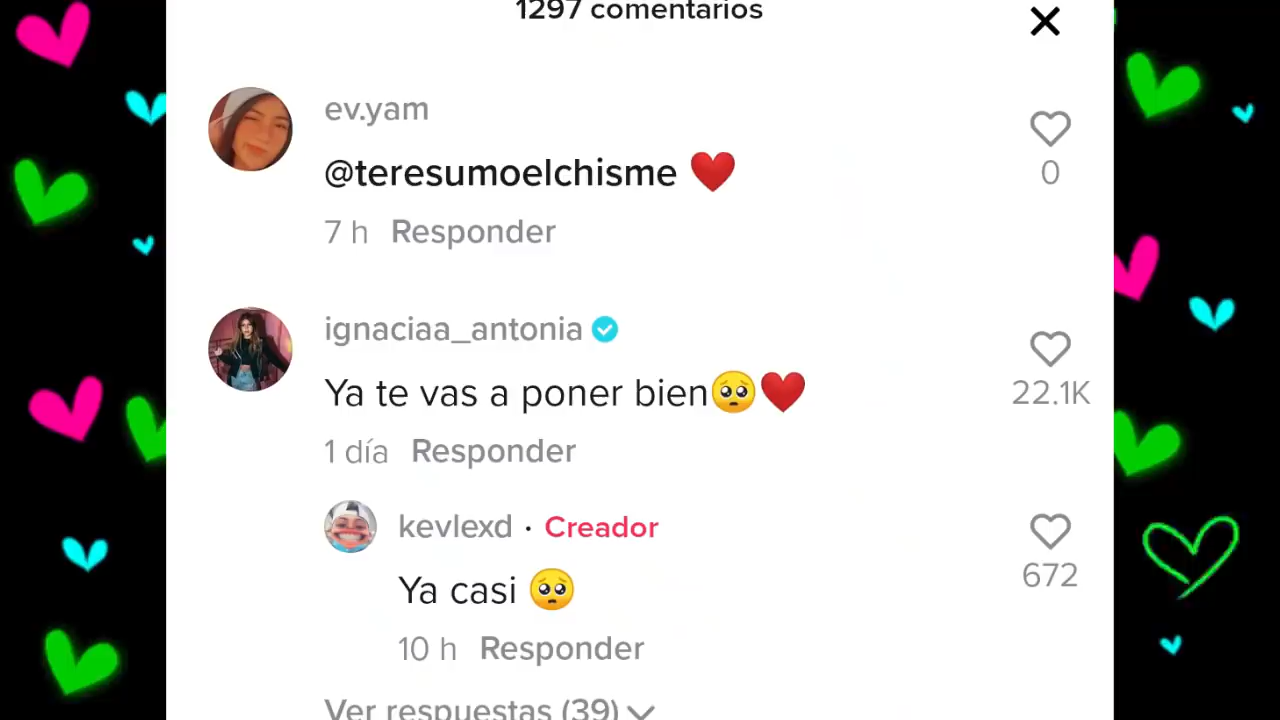 1297 comentarios
ev.yam
@teresumoelchisme ❤️
0
7 h Responder
ignaciaa_antonia
Ya te vas a poner bien🥺❤️
22.1K
1 día Responder
kevlexd · Creador
Ya casi 🥺
672
10 h Responder
Ver respuestas (39)